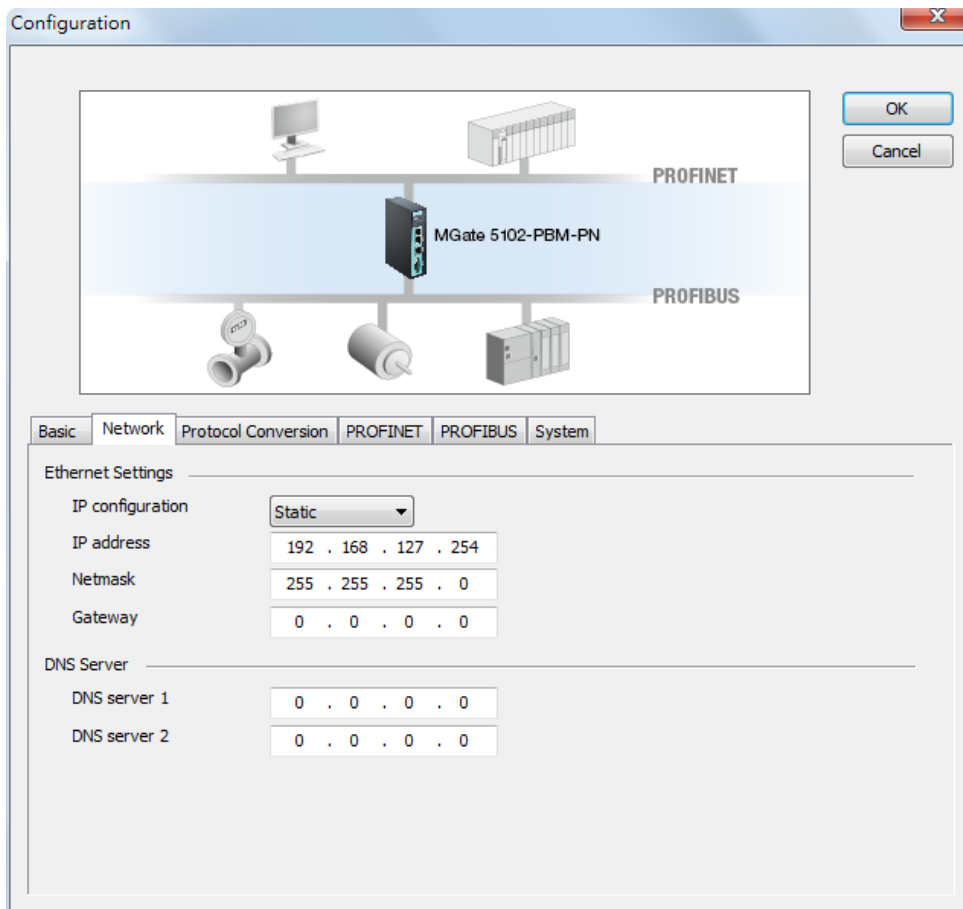 Configuration
OK
Cancel
PROFINET
MGate 5102-PBM-PN
PROFIBUS
Basic Network Protocol Conversion PROFINET PROFIBUS System
Ethernet Settings
IP configuration Static
IP address 192 . 168 . 127 . 254
Netmask 255 . 255 . 255 . 0
Gateway 0 . 0 . 0 . 0
DNS Server
DNS server 1 0 . 0 . 0 . 0
DNS server 2 0 . 0 . 0 . 0